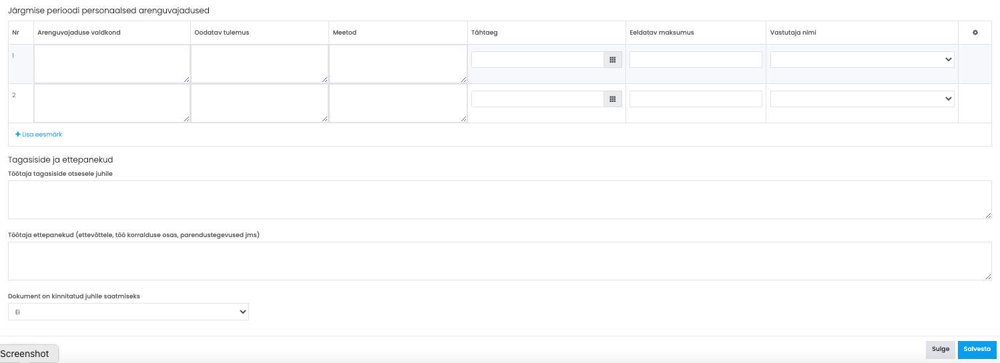 Järgmise perioodi personaalsed arenguvajadused
Nr Arenguvajaduse valdkond Oodatav tulemus Meetod Tähtaeg Eeldatav maksumus Vastutaja nimi
1
2
Lisa eesmärk
Tagasiside ja ettepanekud
Töötaja tagasiside otsesele juhile
Töötaja ettepanekud (ettevõttele, töö korralduse osas, parendustegevused jms)
Dokument on kinnitatud juhile saatmiseks
Ei
Screenshot
Sulge Salvesta